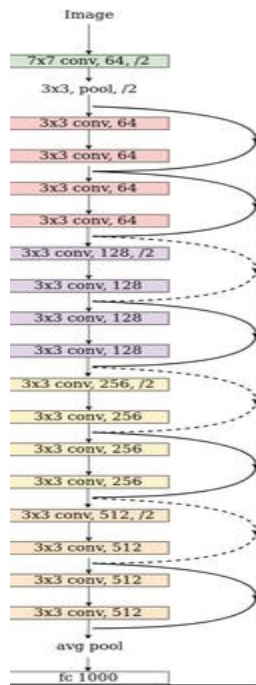 Image
7x7 conv, 64, /2
3x3, pool, /2
3x3 conv, 64
3x3 conv, 64
3x3 conv, 64
3x3 conv, 64
3x3 conv, 128, /2
3x3 conv, 128
3x3 conv, 128
3x3 conv, 128
3x3 conv, 256, /2
3x3 conv, 256
3x3 conv, 256
3x3 conv, 256
3x3 conv, 512, /2
3x3 conv, 512
3x3 conv, 512
3x3 conv, 512
avg pool
fc 1000